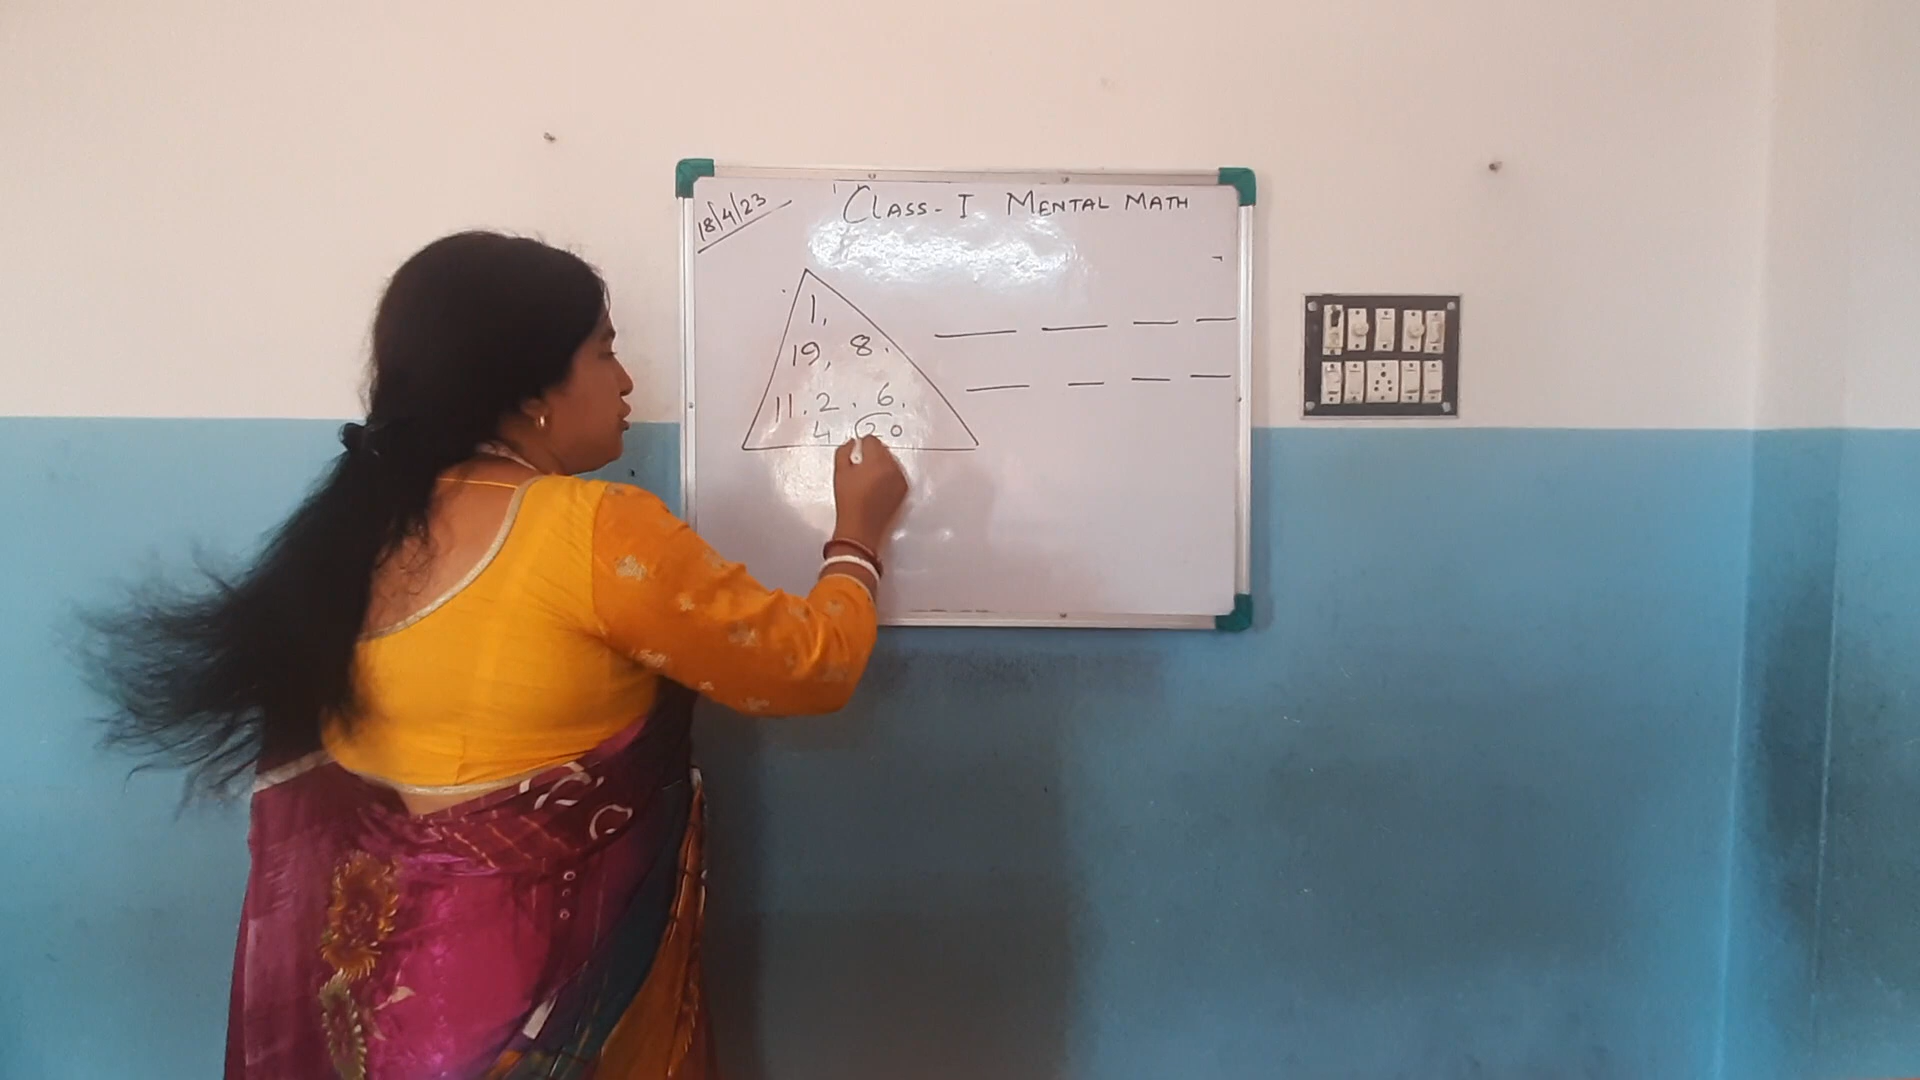 18/4/23
CLASS - I MENTAL MATH
1,
19, 8.
11. 2. 6.
4 20